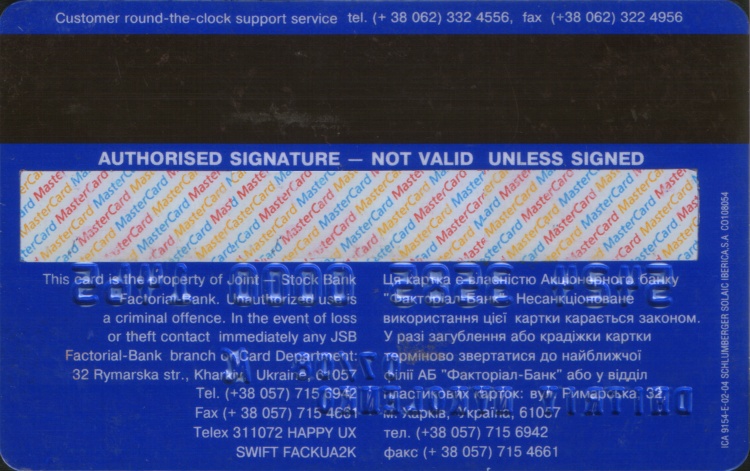 Customer round-the-clock support service tel. (+ 38 062) 332 4556, fax (+38 062) 322 4956
AUTHORISED SIGNATURE — NOT VALID UNLESS SIGNED
MasterCard MasterCard MasterCard MasterCard
This card is the property of Joint – Stock Bank
"Factorial-Bank. Unauthorized use is
a criminal offence. In the event of loss
or theft contact immediately any JSB
Factorial-Bank branch or Card Department:
32 Rymarska str., Kharkiv, Ukraine, 61057
Tel. (+38 057) 715 6942
Fax (+ 38 057) 715 4661
Telex 311072 HAPPY UX
SWIFT FACKUA2K
Ця картка є власністю Акціонерного банку
"Факторіал-Банк". Несанкціоноване
використання цієї картки карається законом.
У разі загублення або крадіжки картки
терміново звертатися до найближчої
філії АБ "Факторіал-Банк" або у відділ
пластикових карток: вул. Римарська 32,
м. Харків, Україна, 61057
тел. (+38 057) 715 6942
факс (+ 38 057) 715 4661
ICA 9154-E-02-04 SCHLUMBERGER SOLAIC IBERICA,S.A. CO108054